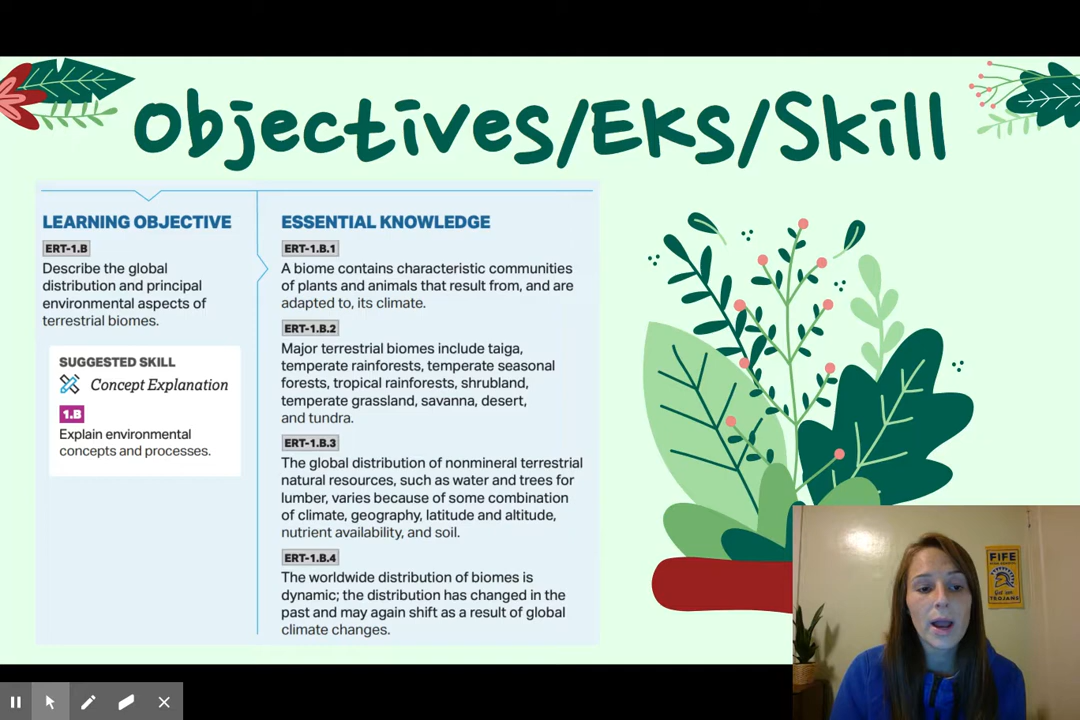 Objectives/EKs/Skill
LEARNING OBJECTIVE
ERT-1.B
Describe the global
distribution and principal
environmental aspects of
terrestrial biomes.
SUGGESTED SKILL
Concept Explanation
1.B
Explain environmental
concepts and processes.
ESSENTIAL KNOWLEDGE
ERT-1.B.1
A biome contains characteristic communities
of plants and animals that result from, and are
adapted to, its climate.
ERT-1.B.2
Major terrestrial biomes include taiga,
temperate rainforests, temperate seasonal
forests, tropical rainforests, shrubland,
temperate grassland, savanna, desert,
and tundra.
ERT-1.B.3
The global distribution of nonmineral terrestrial
natural resources, such as water and trees for
lumber, varies because of some combination
of climate, geography, latitude and altitude,
nutrient availability, and soil.
ERT-1.B.4
The worldwide distribution of biomes is
dynamic; the distribution has changed in the
past and may again shift as a result of global
climate changes.
FIFE
TROJANS